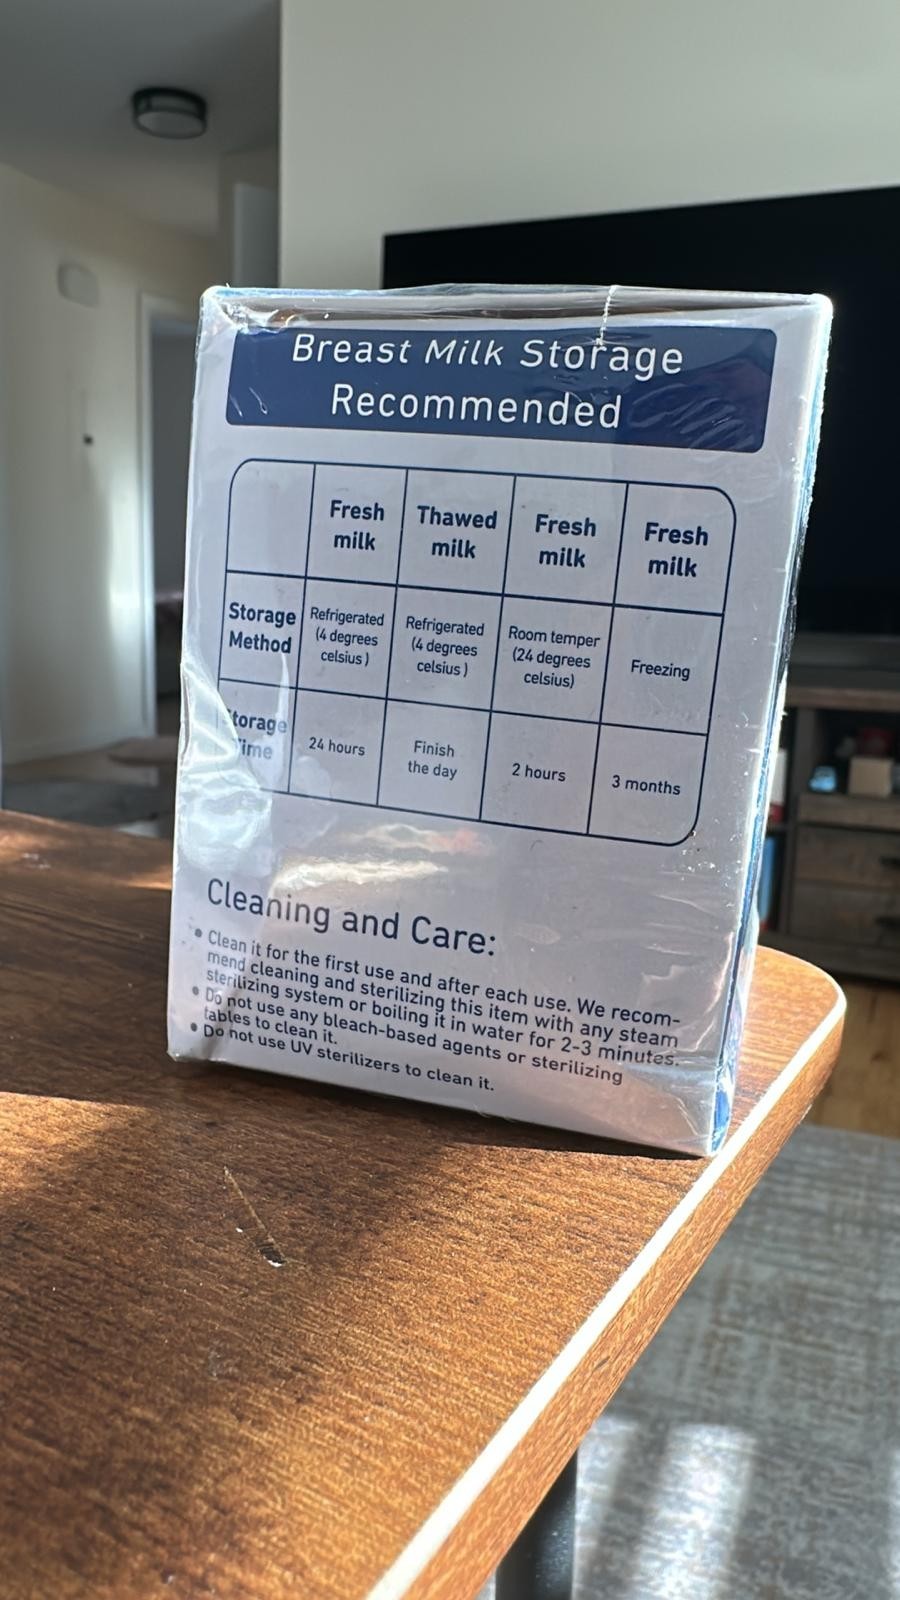 Breast Milk Storage
Recommended
Fresh milk
Thawed milk
Fresh milk
Fresh milk
Storage Method
Refrigerated (4 degrees celsius )
Refrigerated (4 degrees celsius )
Room temper (24 degrees celsius)
Freezing
Storage Time
24 hours
Finish the day
2 hours
3 months
Cleaning and Care:
• Clean it for the first use and after each use. We recom-
mend cleaning and sterilizing this item with any steam
sterilizing system or boiling it in water for 2-3 minutes.
• Do not use any bleach-based agents or sterilizing
tables to clean it.
• Do not use UV sterilizers to clean it.